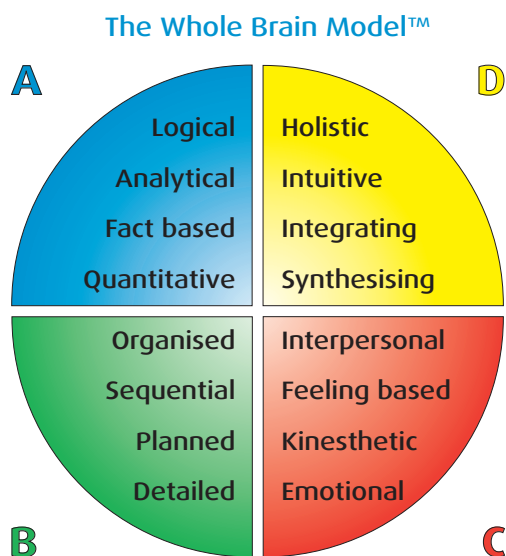 The Whole Brain Model™
A
D
Logical
Analytical
Fact based
Quantitative
Holistic
Intuitive
Integrating
Synthesising
Organised
Sequential
Planned
Detailed
Interpersonal
Feeling based
Kinesthetic
Emotional
B
C